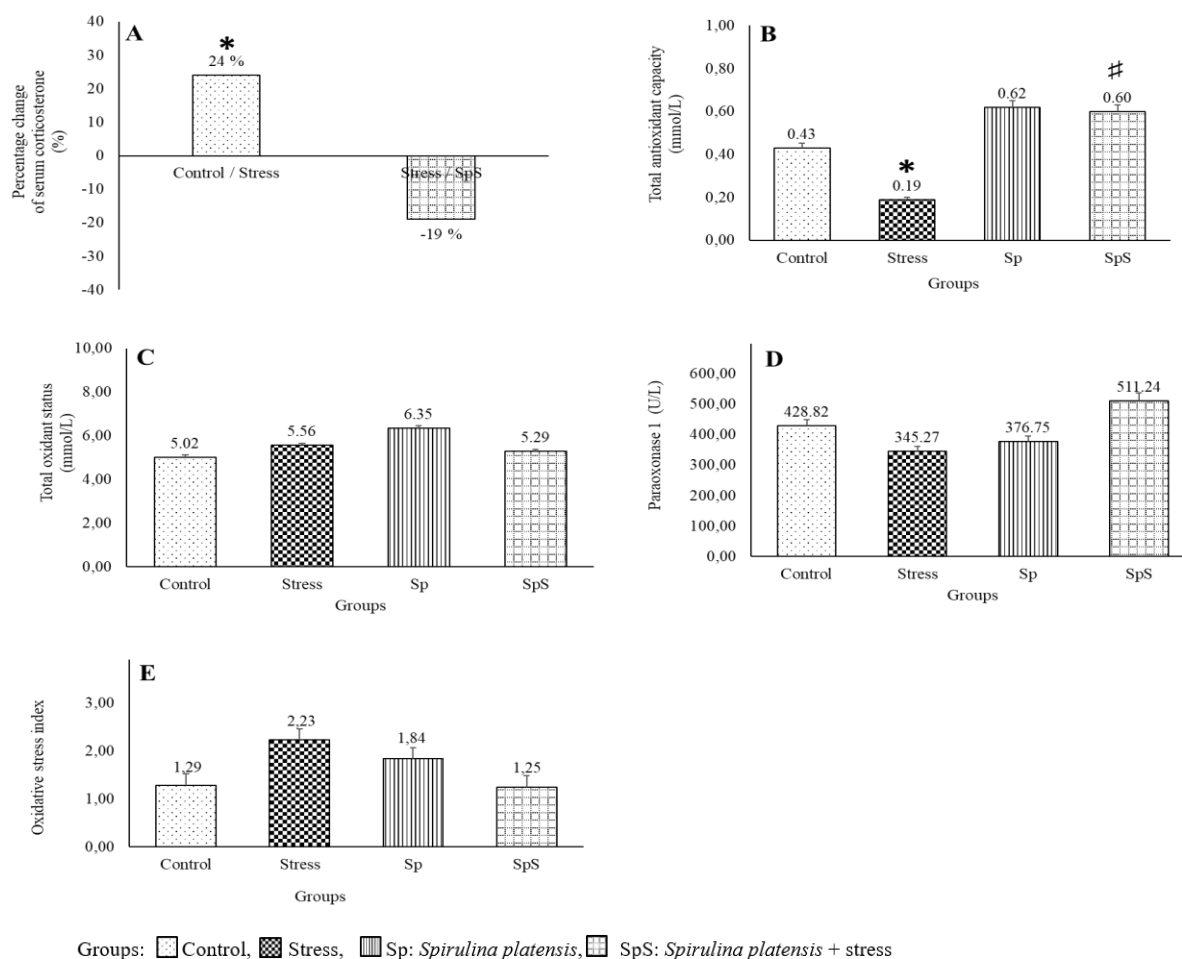 A
Percentage change
of serum corticosterone
(%)
40
30
20
10
0
-10
-20
-30
-40
*
24 %
Control / Stress
Stress / SpS
-19 %
B
Total antioxidant capacity
(mmol/L)
1,00
0,80
0,60
0,40
0,20
0,00
0.43
*
0.19
0.62
♯
0.60
Control Stress Sp SpS
Groups
C
Total oxidant status
(mmol/L)
10,00
8,00
6,00
4,00
2,00
0,00
5.02
5.56
6.35
5.29
Control Stress Sp SpS
Groups
D
Paraoxonase 1 (U/L)
600,00
500,00
400,00
300,00
200,00
100,00
0,00
428.82
345.27
376.75
511.24
Control Stress Sp SpS
Groups
E
Oxidative stress index
3,00
2,00
1,00
0,00
1,29
2,23
1,84
1,25
Control Stress Sp SpS
Groups
Groups: Control, Stress, Sp: Spirulina platensis, SpS: Spirulina platensis + stress